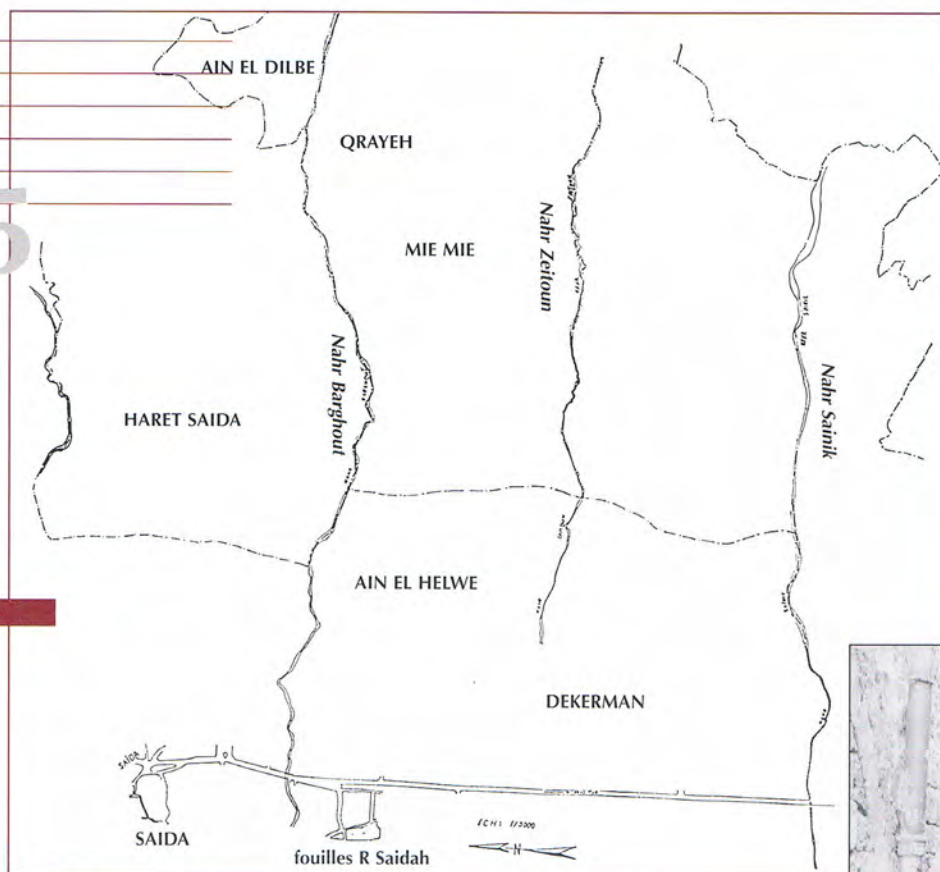 AIN EL DILBE
QRAYEH
5
MIE MIE
Nahr Zeitoun
Nahr Barghout
Nahr Sainik
HARET SAIDA
AIN EL HELWE
DEKERMAN
SAIDA
SAIDA
ECH: 1/5000
N
fouilles R Saidah